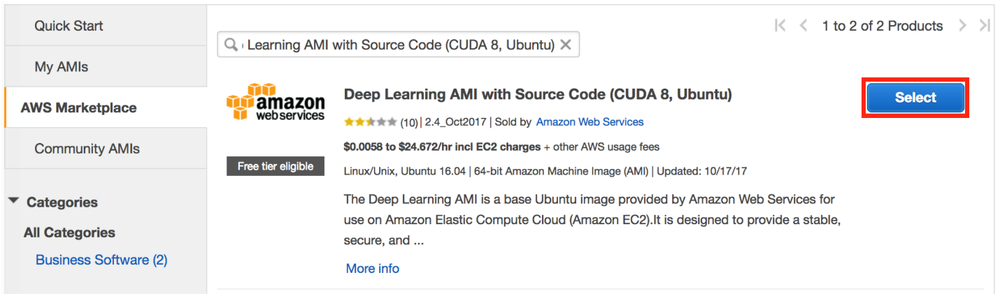 Quick Start
My AMIs
AWS Marketplace
Community AMIs
Categories
All Categories
Business Software (2)
1 to 2 of 2 Products
Learning AMI with Source Code (CUDA 8, Ubuntu)
amazon
web services
Free tier eligible
Deep Learning AMI with Source Code (CUDA 8, Ubuntu)
(10) | 2.4_Oct2017 | Sold by Amazon Web Services
$0.0058 to $24.672/hr incl EC2 charges + other AWS usage fees
Linux/Unix, Ubuntu 16.04 | 64-bit Amazon Machine Image (AMI) | Updated: 10/17/17
The Deep Learning AMI is a base Ubuntu image provided by Amazon Web Services for
use on Amazon Elastic Compute Cloud (Amazon EC2).It is designed to provide a stable,
secure, and ...
More info
Select